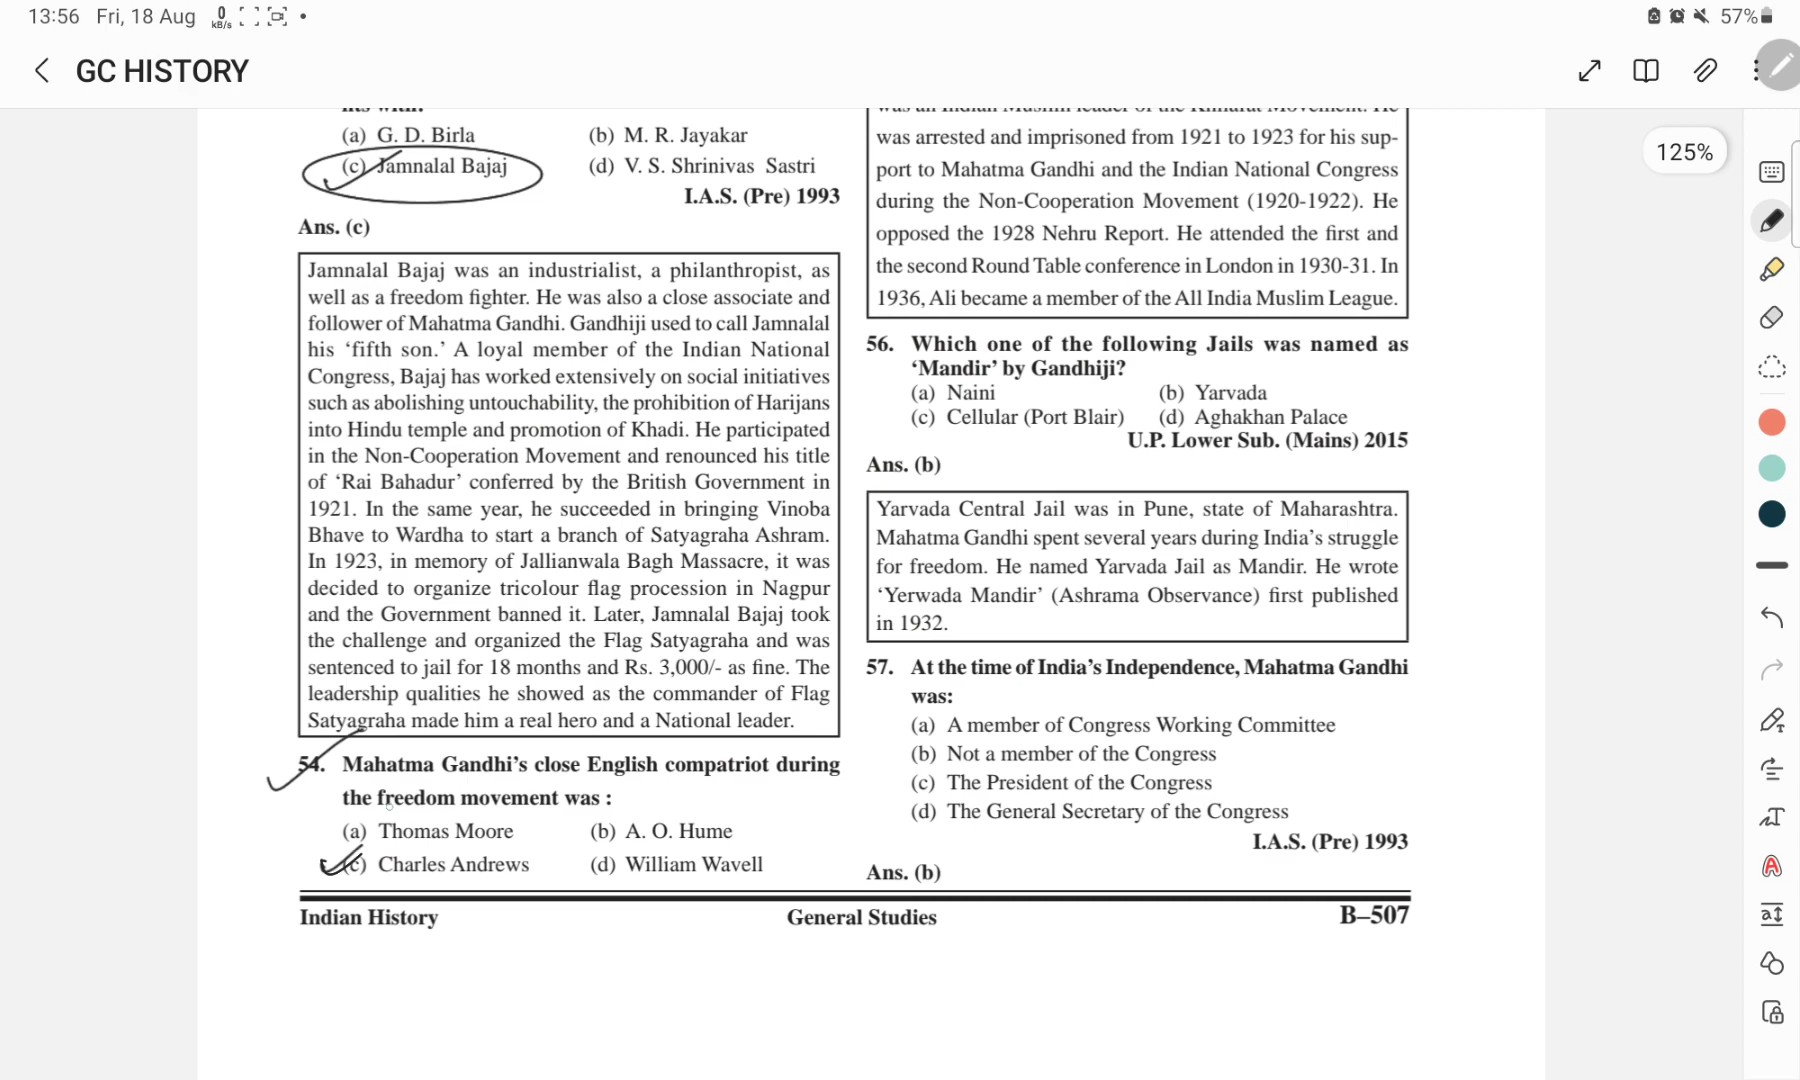 13:56 Fri, 18 Aug 0 kB/s
57%
GC HISTORY
125%
fits with:
(a) G. D. Birla (b) M. R. Jayakar
(c) Jamnalal Bajaj (d) V. S. Shrinivas Sastri
I.A.S. (Pre) 1993
Ans. (c)
Jamnalal Bajaj was an industrialist, a philanthropist, as
well as a freedom fighter. He was also a close associate and
follower of Mahatma Gandhi. Gandhiji used to call Jamnalal
his ‘fifth son.’ A loyal member of the Indian National
Congress, Bajaj has worked extensively on social initiatives
such as abolishing untouchability, the prohibition of Harijans
into Hindu temple and promotion of Khadi. He participated
in the Non-Cooperation Movement and renounced his title
of ‘Rai Bahadur’ conferred by the British Government in
1921. In the same year, he succeeded in bringing Vinoba
Bhave to Wardha to start a branch of Satyagraha Ashram.
In 1923, in memory of Jallianwala Bagh Massacre, it was
decided to organize tricolour flag procession in Nagpur
and the Government banned it. Later, Jamnalal Bajaj took
the challenge and organized the Flag Satyagraha and was
sentenced to jail for 18 months and Rs. 3,000/- as fine. The
leadership qualities he showed as the commander of Flag
Satyagraha made him a real hero and a National leader.
54. Mahatma Gandhi’s close English compatriot during
the freedom movement was :
(a) Thomas Moore (b) A. O. Hume
(c) Charles Andrews (d) William Wavell
was an Indian Muslim leader of the Khilafat Movement. He
was arrested and imprisoned from 1921 to 1923 for his sup-
port to Mahatma Gandhi and the Indian National Congress
during the Non-Cooperation Movement (1920-1922). He
opposed the 1928 Nehru Report. He attended the first and
the second Round Table conference in London in 1930-31. In
1936, Ali became a member of the All India Muslim League.
56. Which one of the following Jails was named as
‘Mandir’ by Gandhiji?
(a) Naini (b) Yarvada
(c) Cellular (Port Blair) (d) Aghakhan Palace
U.P. Lower Sub. (Mains) 2015
Ans. (b)
Yarvada Central Jail was in Pune, state of Maharashtra.
Mahatma Gandhi spent several years during India’s struggle
for freedom. He named Yarvada Jail as Mandir. He wrote
‘Yerwada Mandir’ (Ashrama Observance) first published
in 1932.
57. At the time of India’s Independence, Mahatma Gandhi
was:
(a) A member of Congress Working Committee
(b) Not a member of the Congress
(c) The President of the Congress
(d) The General Secretary of the Congress
I.A.S. (Pre) 1993
Ans. (b)
Indian History General Studies B–507